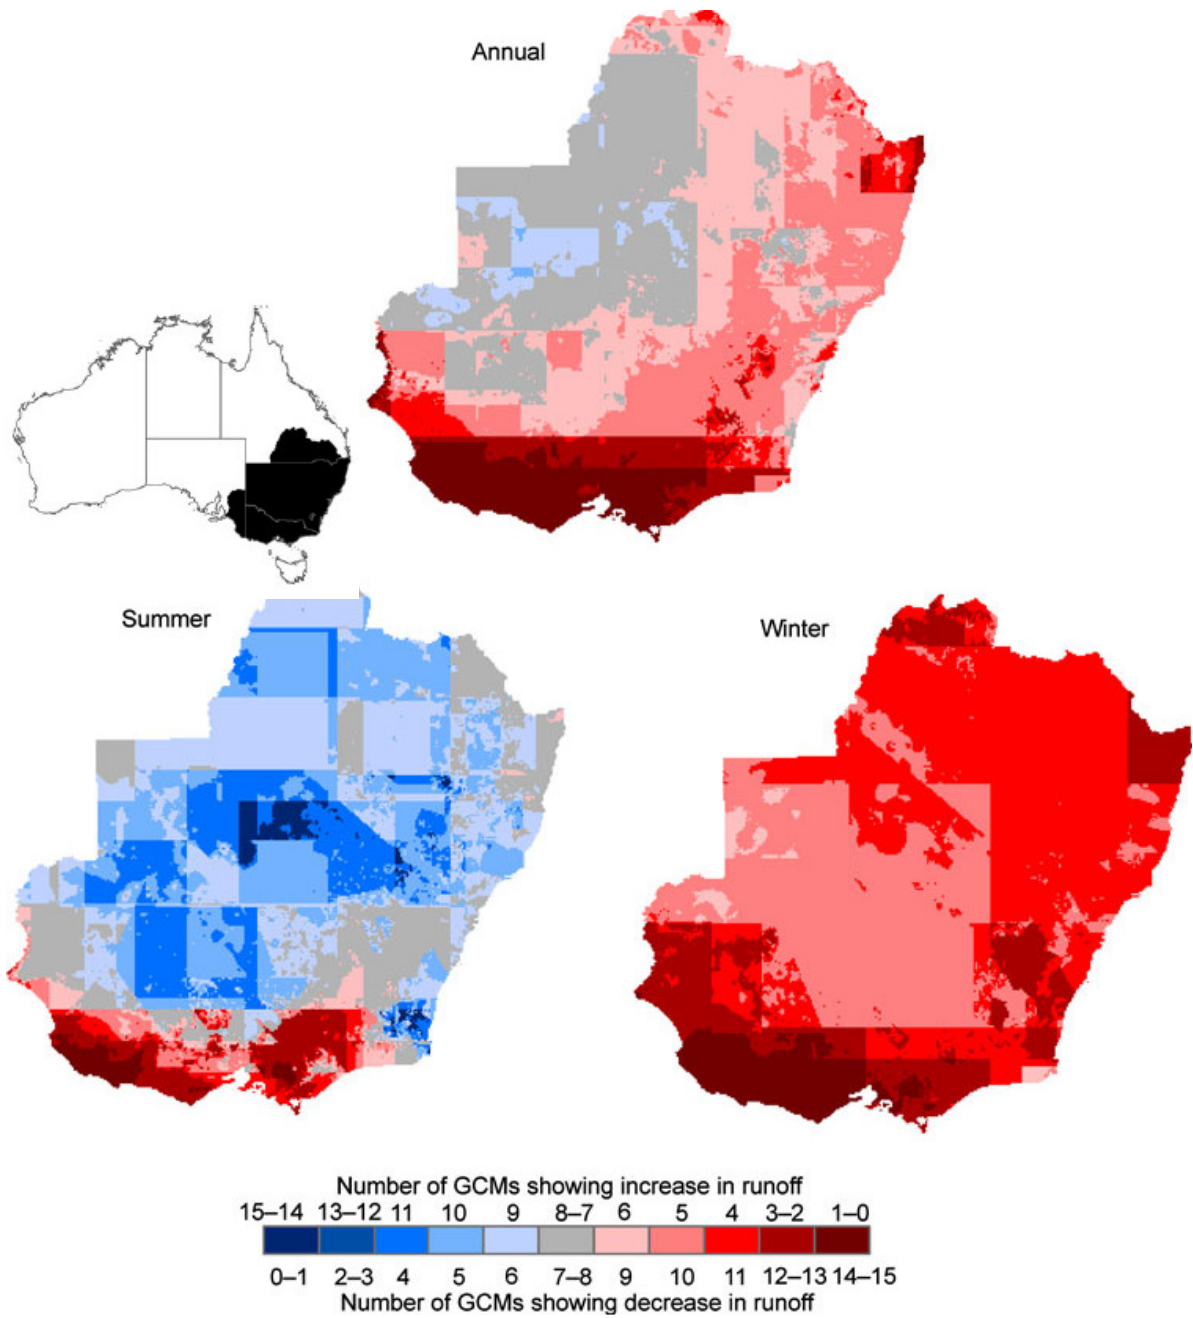 Annual
Summer
Winter
Number of GCMs showing increase in runoff
15–14 13–12 11 10 9 8–7 6 5 4 3–2 1–0
0–1 2–3 4 5 6 7–8 9 10 11 12–13 14–15
Number of GCMs showing decrease in runoff